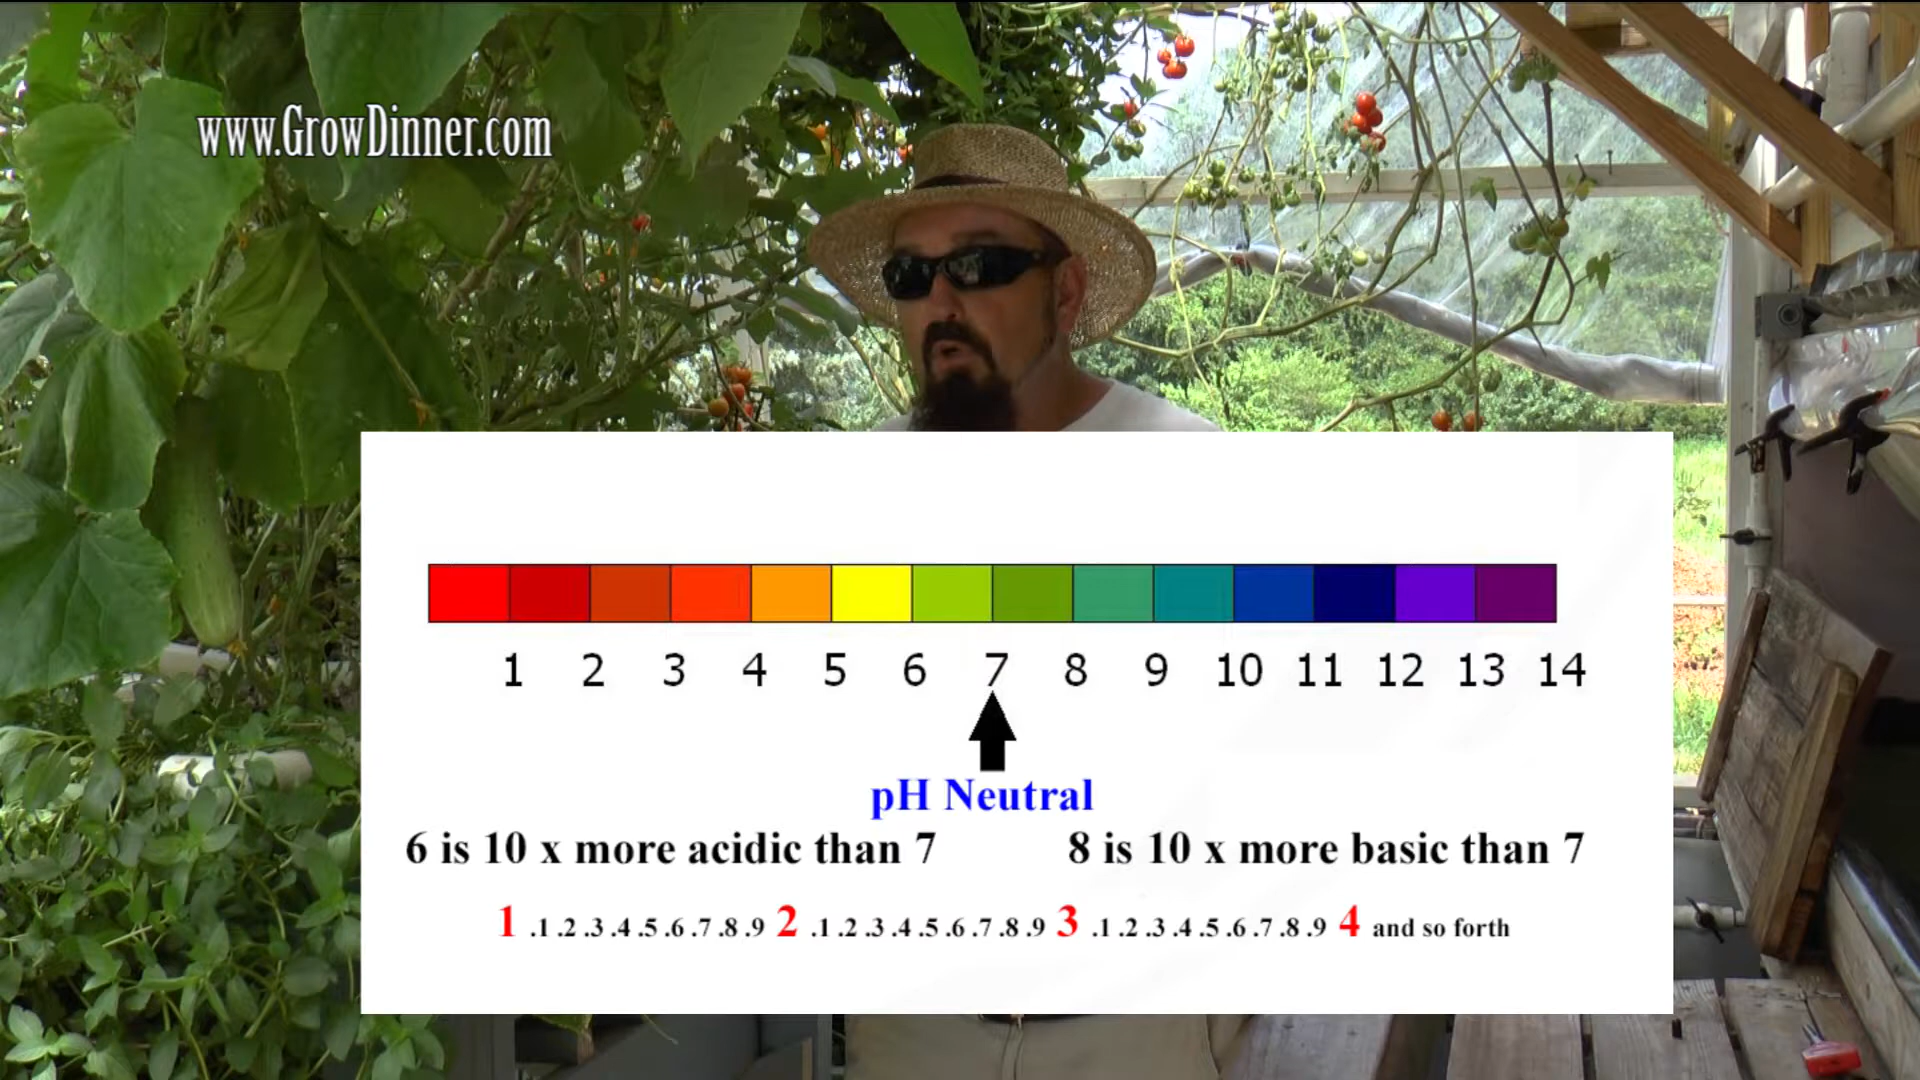 www.GrowDinner.com
1 2 3 4 5 6 7 8 9 10 11 12 13 14
pH Neutral
6 is 10 x more acidic than 7 8 is 10 x more basic than 7
1 .1 .2 .3 .4 .5 .6 .7 .8 .9 2 .1 .2 .3 .4 .5 .6 .7 .8 .9 3 .1 .2 .3 .4 .5 .6 .7 .8 .9 4 and so forth